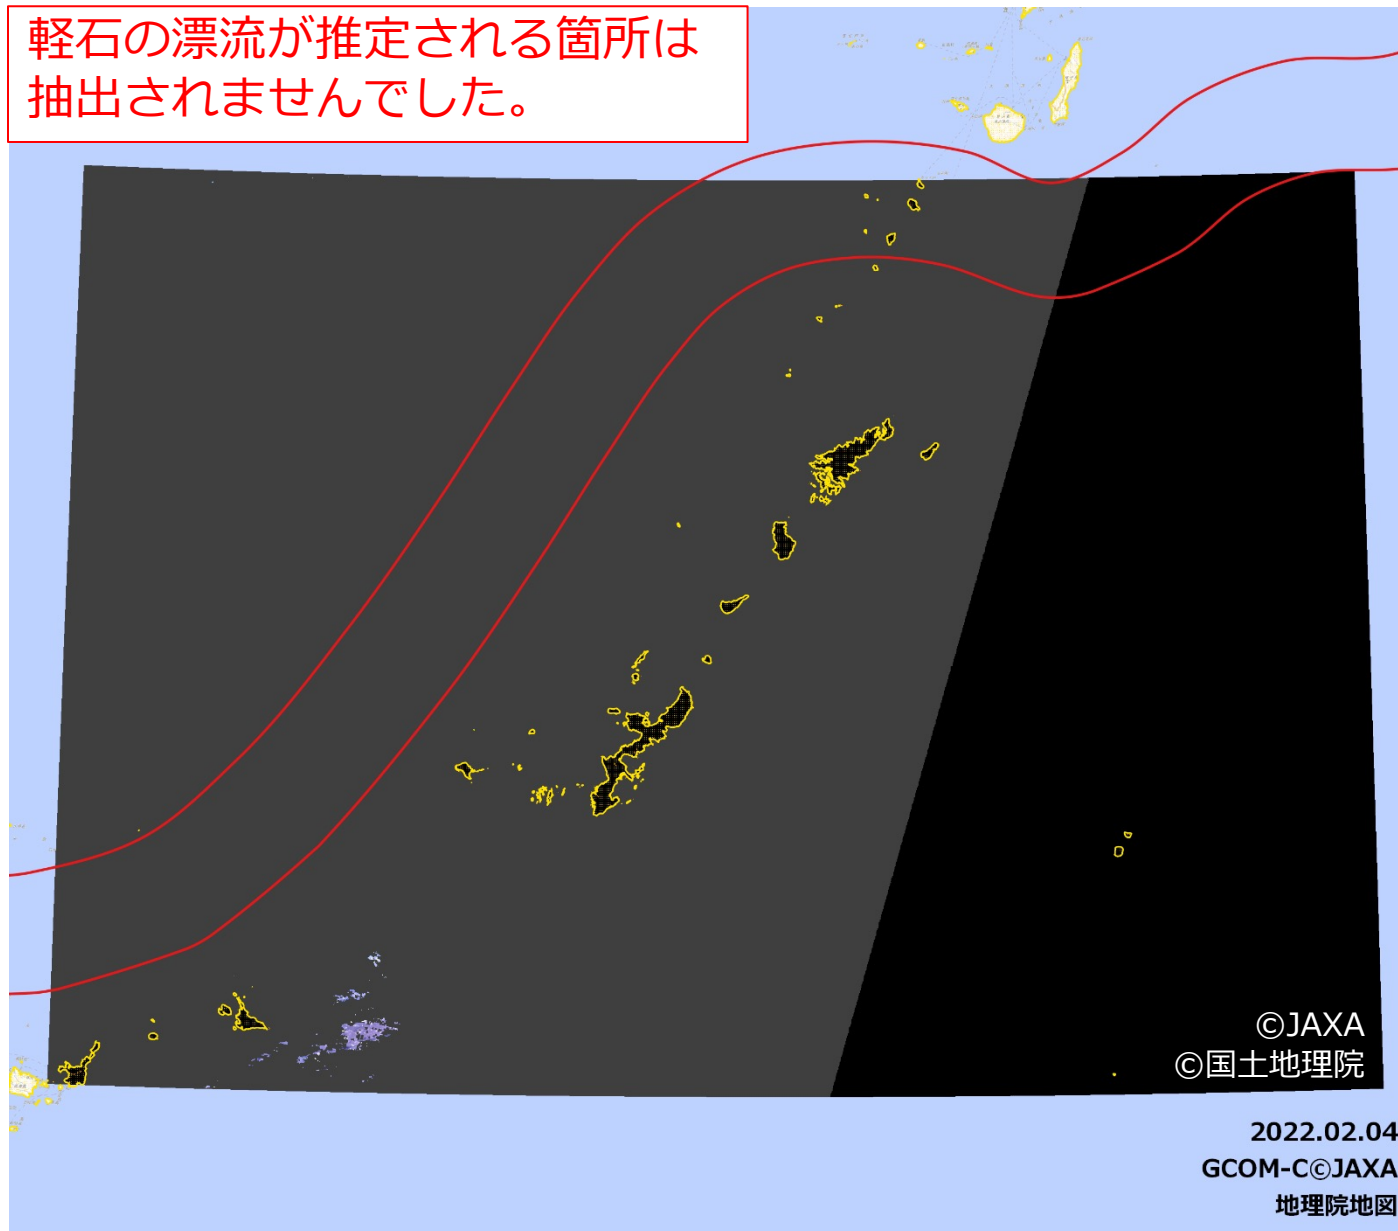 軽石の漂流が推定される箇所は
抽出されませんでした。
©JAXA
©国土地理院
2022.02.04
GCOM-C©JAXA
地理院地図